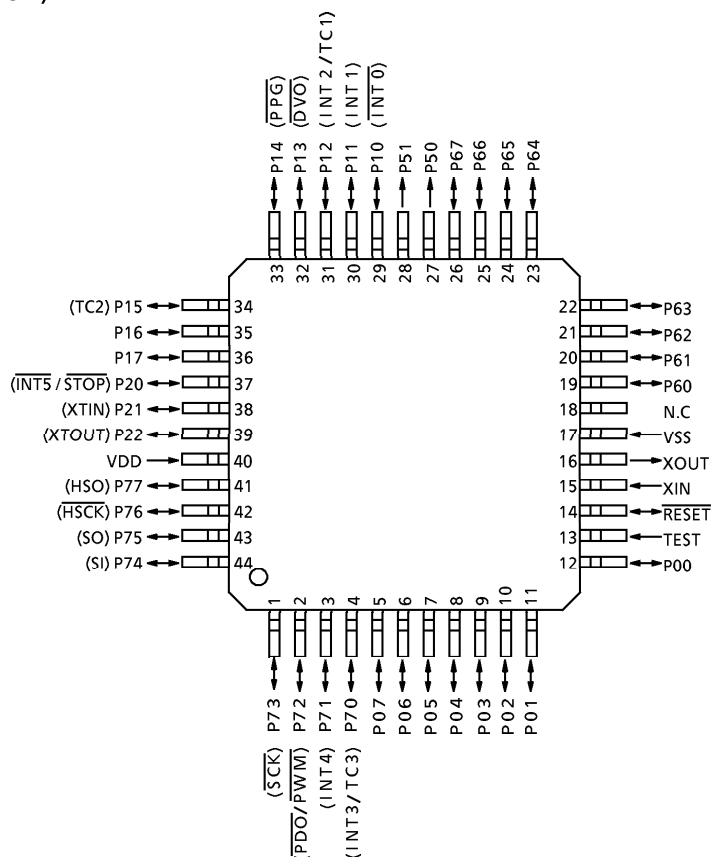 (PPG)
(DVO)
(INT2/TC1)
(INT1)
(INT0)
P14
P13
P12
P11
P10
P51
P50
P67
P66
P65
P64
33
32
31
30
29
28
27
26
25
24
23
(TC2) P15 34
P16 35
P17 36
(INT5/STOP) P20 37
(XTIN) P21 38
(XTOUT) P22 39
VDD 40
(HSO) P77 41
(HSCK) P76 42
(SO) P75 43
(SI) P74 44
22 P63
21 P62
20 P61
19 P60
18 N.C
17 VSS
16 XOUT
15 XIN
14 RESET
13 TEST
12 P00
1
2
3
4
5
6
7
8
9
10
11
P73
P72
P71
P70
P07
P06
P05
P04
P03
P02
P01
(SCK)
(PDO/PWM)
(INT4)
(INT3/TC3)